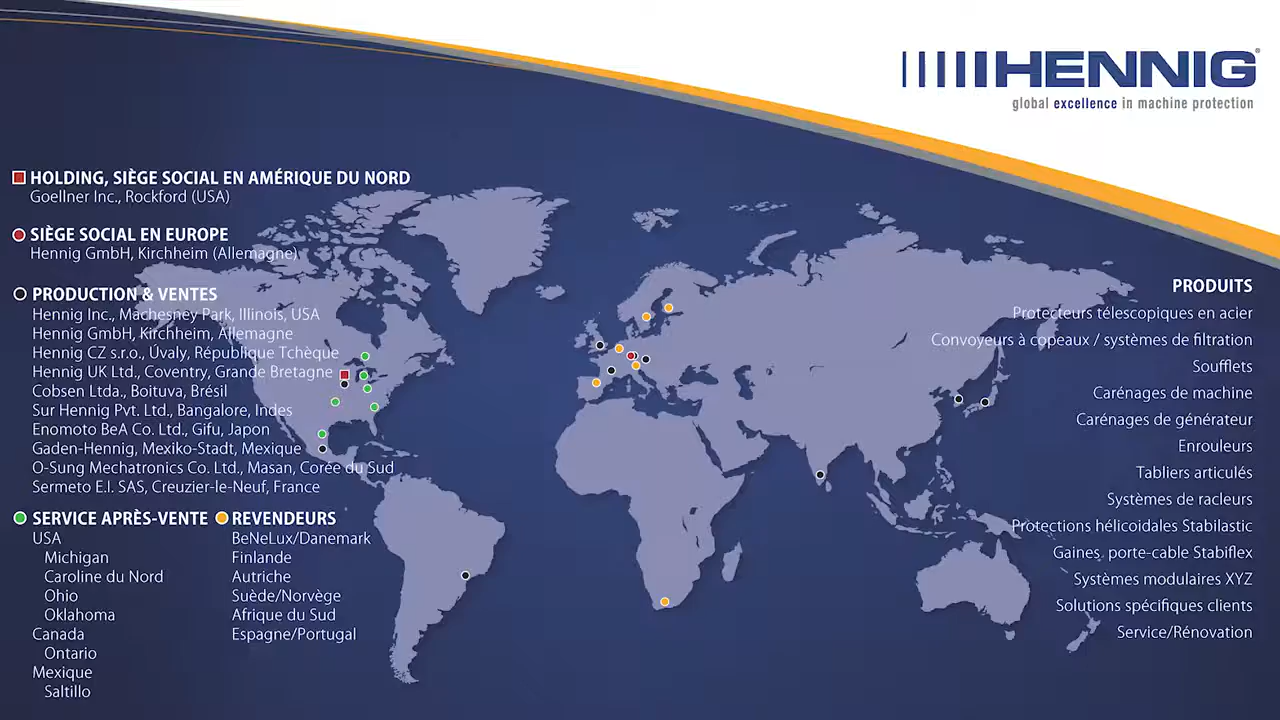 HENNIG®
global excellence in machine protection
HOLDING, SIÈGE SOCIAL EN AMÉRIQUE DU NORD
Goellner Inc., Rockford (USA)
SIÈGE SOCIAL EN EUROPE
Hennig GmbH, Kirchheim (Allemagne)
PRODUCTION & VENTES
Hennig Inc., Machesney Park, Illinois, USA
Hennig GmbH, Kirchheim, Allemagne
Hennig CZ s.r.o., Úvaly, République Tchèque
Hennig UK Ltd., Coventry, Grande Bretagne
Cobsen Ltda., Boituva, Brésil
Sur Hennig Pvt. Ltd., Bangalore, Indes
Enomoto BeA Co. Ltd., Gifu, Japon
Gaden-Hennig, Mexiko-Stadt, Mexique
O-Sung Mechatronics Co. Ltd., Masan, Corée du Sud
Sermeto E.I. SAS, Creuzier-le-Neuf, France
SERVICE APRÈS-VENTE
USA
Michigan
Caroline du Nord
Ohio
Oklahoma
Canada
Ontario
Mexique
Saltillo
REVENDEURS
BeNeLux/Danemark
Finlande
Autriche
Suède/Norvège
Afrique du Sud
Espagne/Portugal
PRODUITS
Protecteurs télescopiques en acier
Convoyeurs à copeaux / systèmes de filtration
Soufflets
Carénages de machine
Carénages de générateur
Enrouleurs
Tabliers articulés
Systèmes de racleurs
Protections hélicoidales Stabilastic
Gaines porte-cable Stabiflex
Systèmes modulaires XYZ
Solutions spécifiques clients
Service/Rénovation